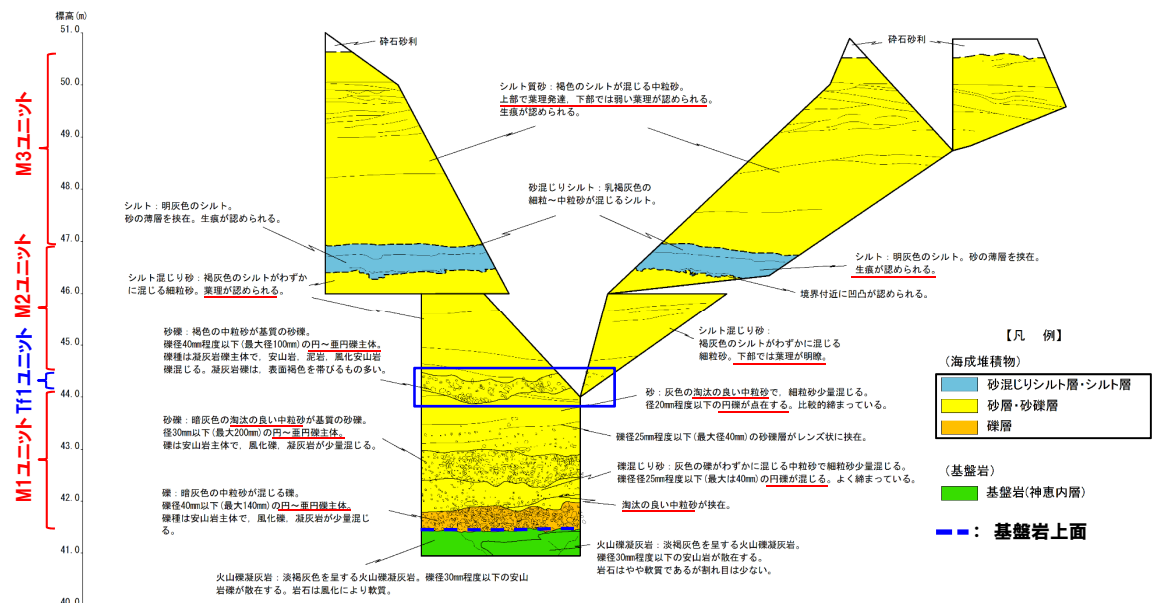 標高(m)
51.0
50.0
49.0
48.0
47.0
46.0
45.0
44.0
43.0
42.0
41.0
40.0
M3ユニット
M2ユニット
Tf1ユニット
M1ユニット
砕石砂利
砕石砂利
シルト質砂：褐色のシルトが混じる中粒砂。
上部で葉理発達，下部では弱い葉理が認められる。
生痕が認められる。
シルト：明灰色のシルト。
砂の薄層を挟在。生痕が認められる。
砂混じりシルト：乳褐灰色の
細粒～中粒砂が混じるシルト。
シルト：明灰色のシルト。砂の薄層を挟在。
生痕が認められる。
境界付近に凹凸が認められる。
シルト混じり砂：褐灰色のシルトがわずか
に混じる細粒砂。葉理が認められる。
砂礫：褐色の中粒砂が基質の砂礫。
礫径40mm程度以下(最大径100mm)の円～亜円礫主体。
礫種は凝灰岩礫主体で，安山岩，泥岩，風化安山岩
礫混じる。凝灰岩礫は，表面褐色を帯びるもの多い。
シルト混じり砂：
褐灰色のシルトがわずかに混じる
細粒砂。下部では葉理が明瞭。
砂：灰色の淘汰の良い中粒砂で，細粒砂少量混じる。
径20mm程度以下の円礫が点在する。比較的締まっている。
砂礫：暗灰色の淘汰の良い中粒砂が基質の砂礫。
径30mm以下(最大200mm)の円～亜円礫主体。
礫は安山岩主体で，風化礫，凝灰岩が少量混じる。
礫径25mm程度以下(最大径40mm)の砂礫層がレンズ状に挟在。
礫混じり砂：灰色の礫がわずかに混じる中粒砂で細粒砂少量混じる。
礫径径25mm程度以下(最大は40mm)の円礫が混じる。よく締まっている。
礫：暗灰色の中粒砂が混じる礫。
礫径40mm以下(最大140mm)の円～亜円礫主体。
礫種は安山岩主体で，風化礫，凝灰岩が少量混じ
る。
淘汰の良い中粒砂が挟在。
火山礫凝灰岩：淡褐灰色を呈する火山礫凝灰岩。
礫径30mm程度以下の安山岩が散在する。
岩石はやや軟質であるが割れ目は少ない。
火山礫凝灰岩：淡褐灰色を呈する火山礫凝灰岩。礫径30mm程度以下の安山
岩礫が散在する。岩石は風化により軟質。
【凡　例】
(海成堆積物)
砂混じりシルト層・シルト層
砂層・砂礫層
礫層
(基盤岩)
基盤岩(神恵内層)
：基盤岩上面